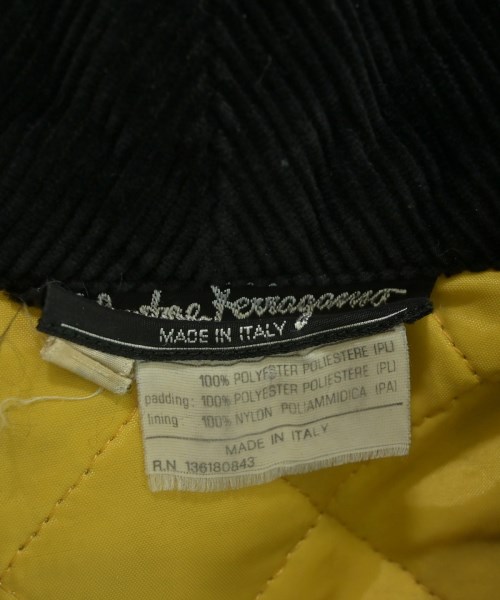 Salvatore Ferragamo
MADE IN ITALY
100% POLYESTER POLIESTERE (PL)
padding: 100% POLYESTER POLIESTERE (PL)
lining: 100% NYLON POLIAMMIDICA (PA)
MADE IN ITALY
R.N 136180843